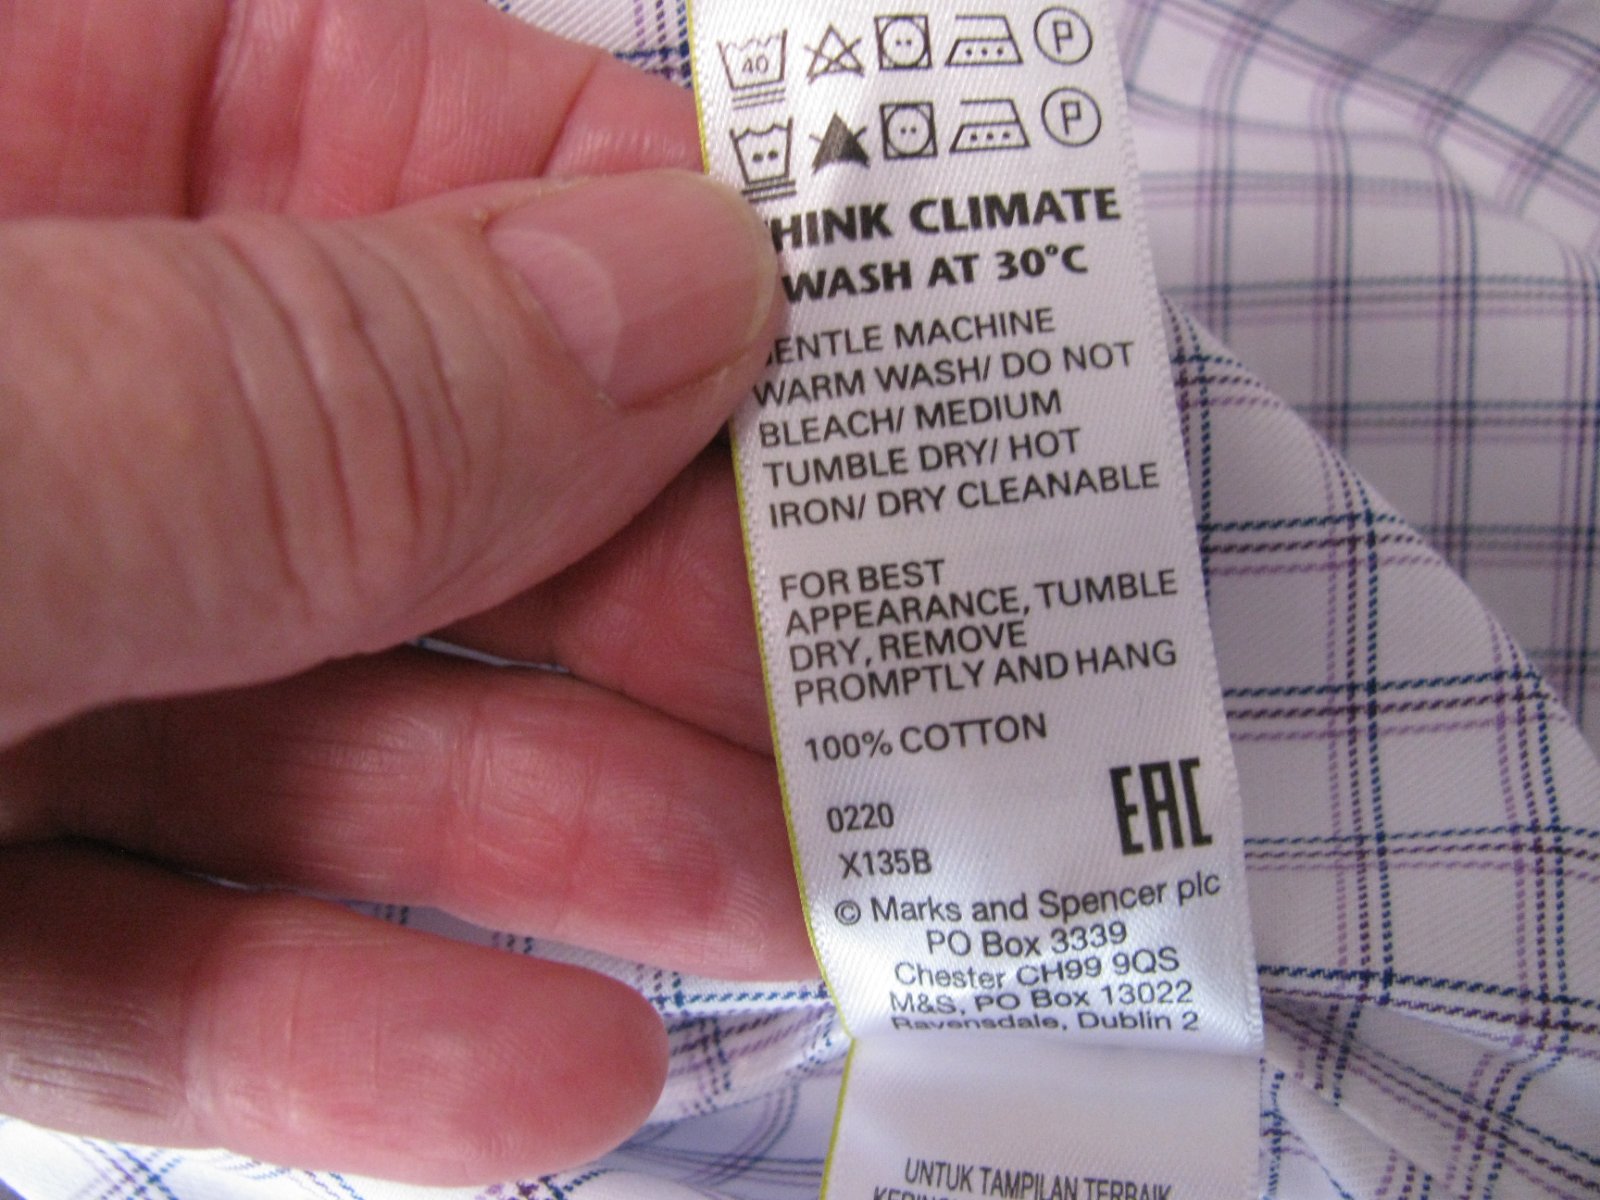 40 P
P
THINK CLIMATE
WASH AT 30°C
GENTLE MACHINE
WARM WASH/ DO NOT
BLEACH/ MEDIUM
TUMBLE DRY/ HOT
IRON/ DRY CLEANABLE
FOR BEST
APPEARANCE, TUMBLE
DRY, REMOVE
PROMPTLY AND HANG
100% COTTON
0220
EAC
X135B
© Marks and Spencer plc
PO Box 3339
Chester CH99 9QS
M&S, PO Box 13022
Ravensdale, Dublin 2
UNTUK TAMPILAN TERBAIK